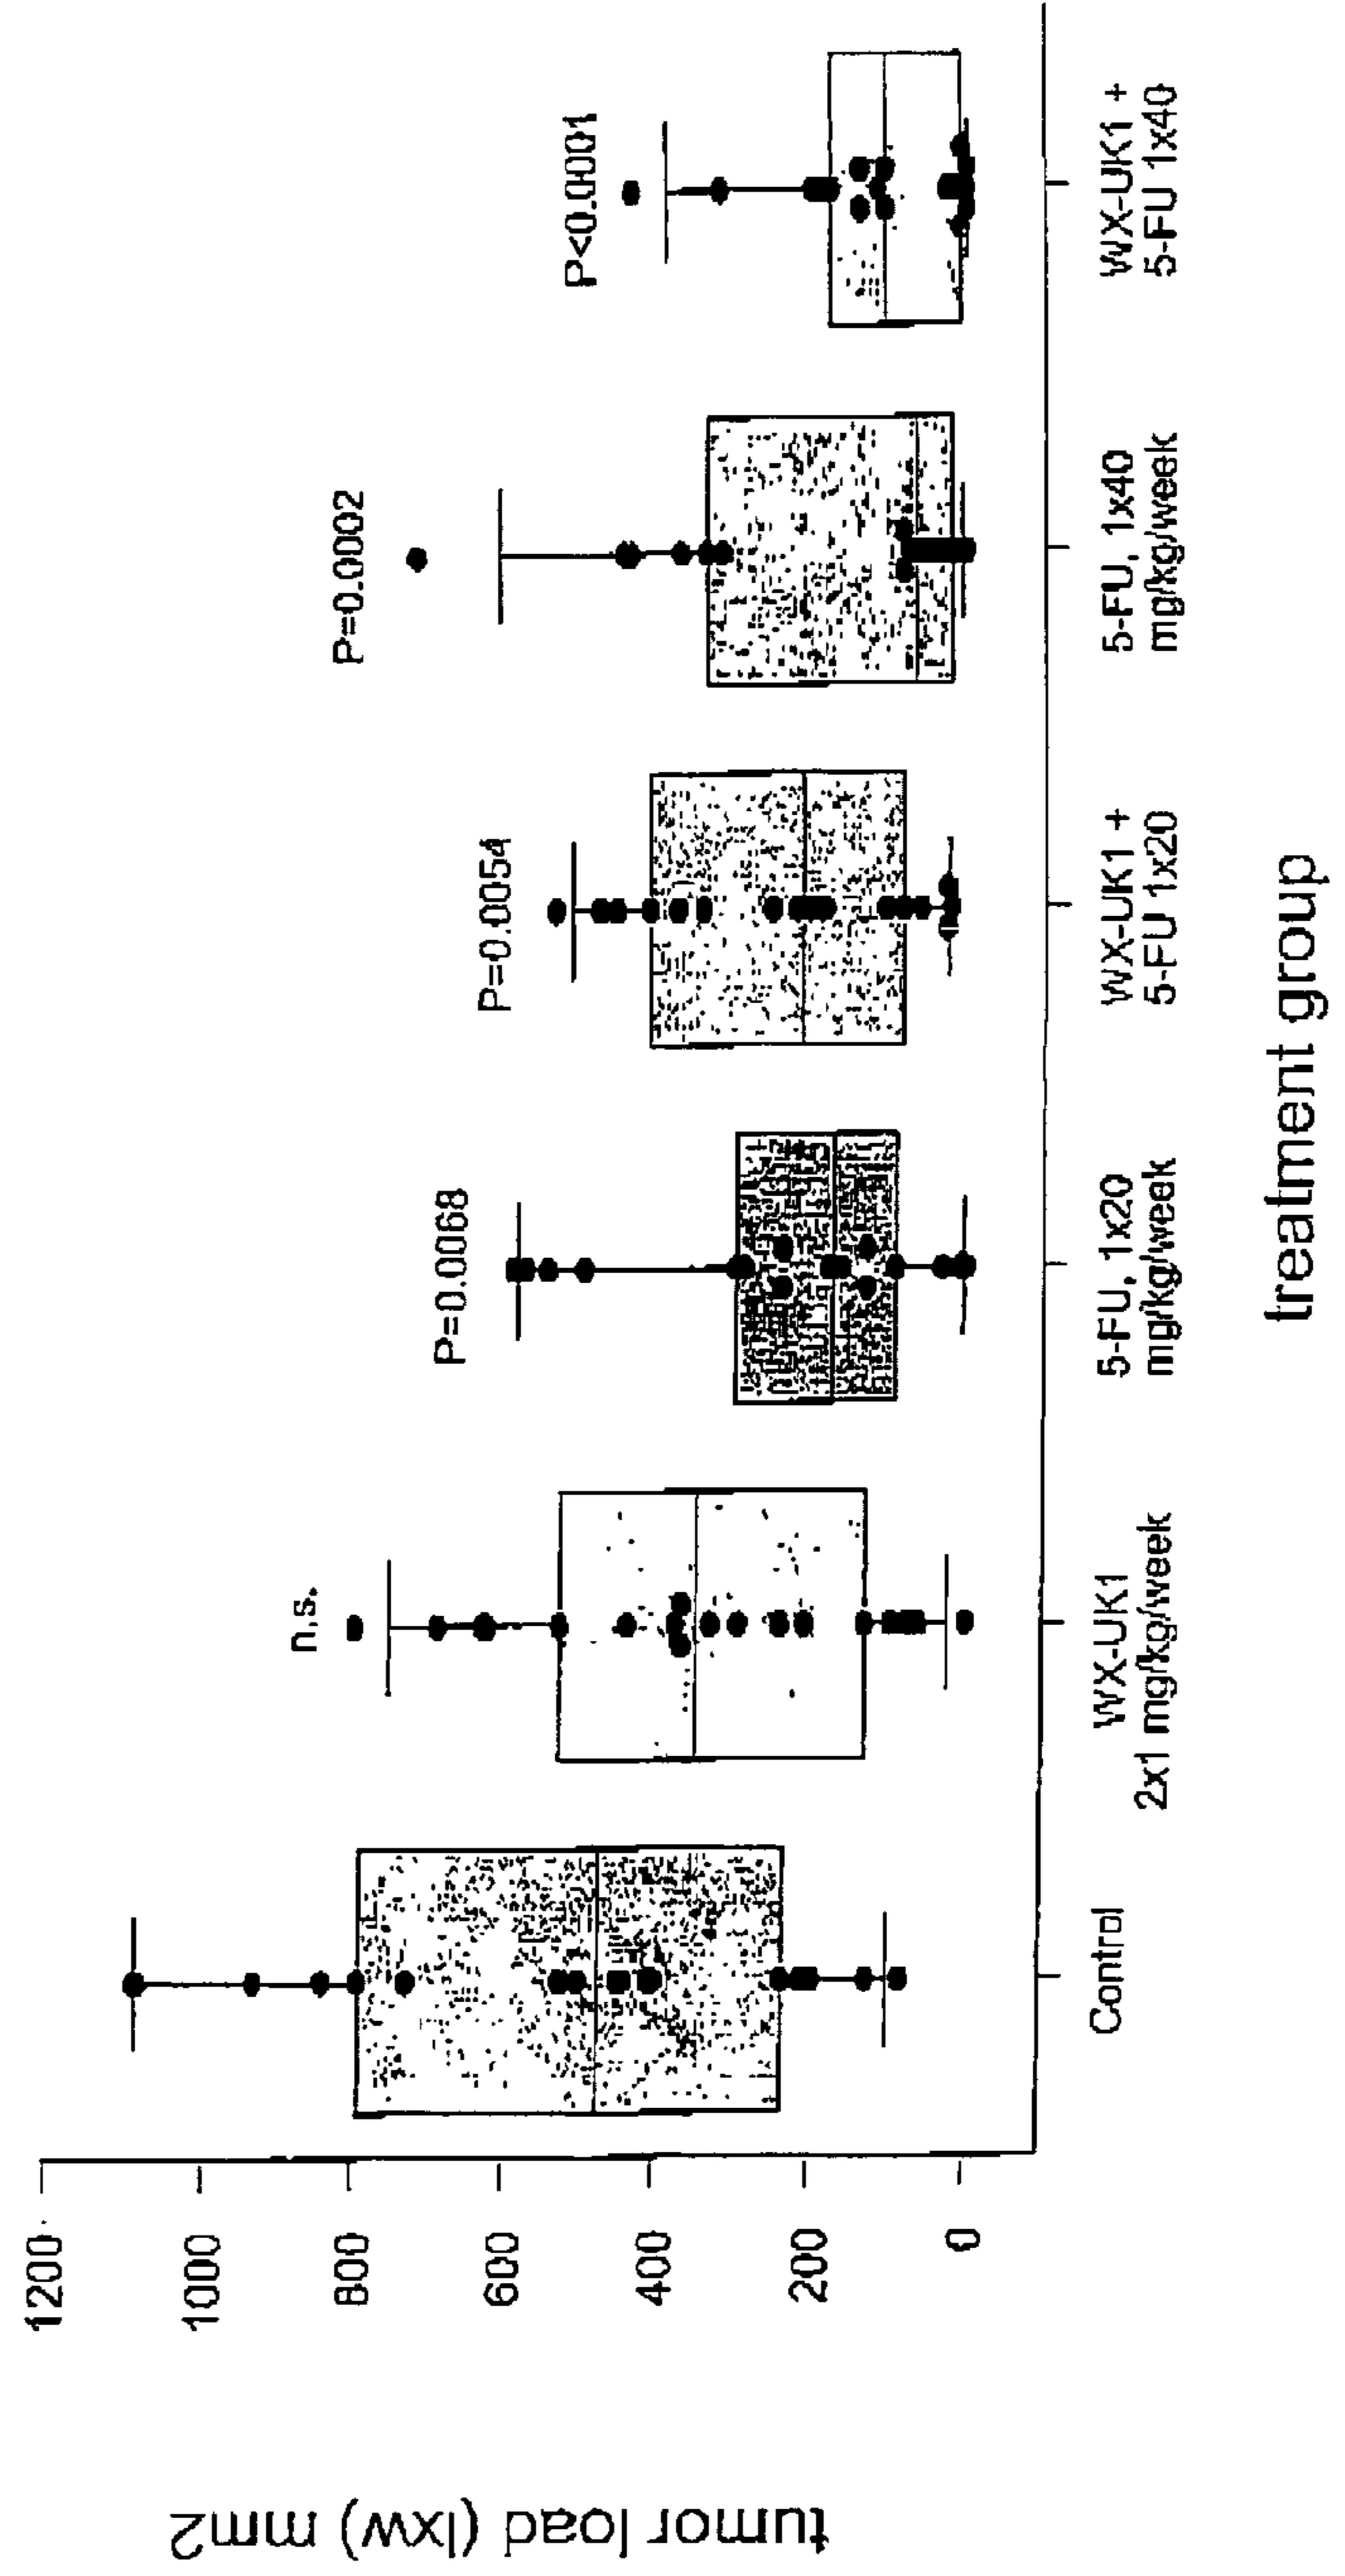 tumor load (lxw) mm2
1200
1000
800
600
400
200
0
n.s.
P=0.0068
P=0.0054
P=0.0002
P<0.0001
Control
WX-UK1
2x1 mg/kg/week
5-FU, 1x20
mg/kg/week
WX-UK1 +
5-FU 1x20
5-FU, 1x40
mg/kg/week
WX-UK1 +
5-FU 1x40
treatment group